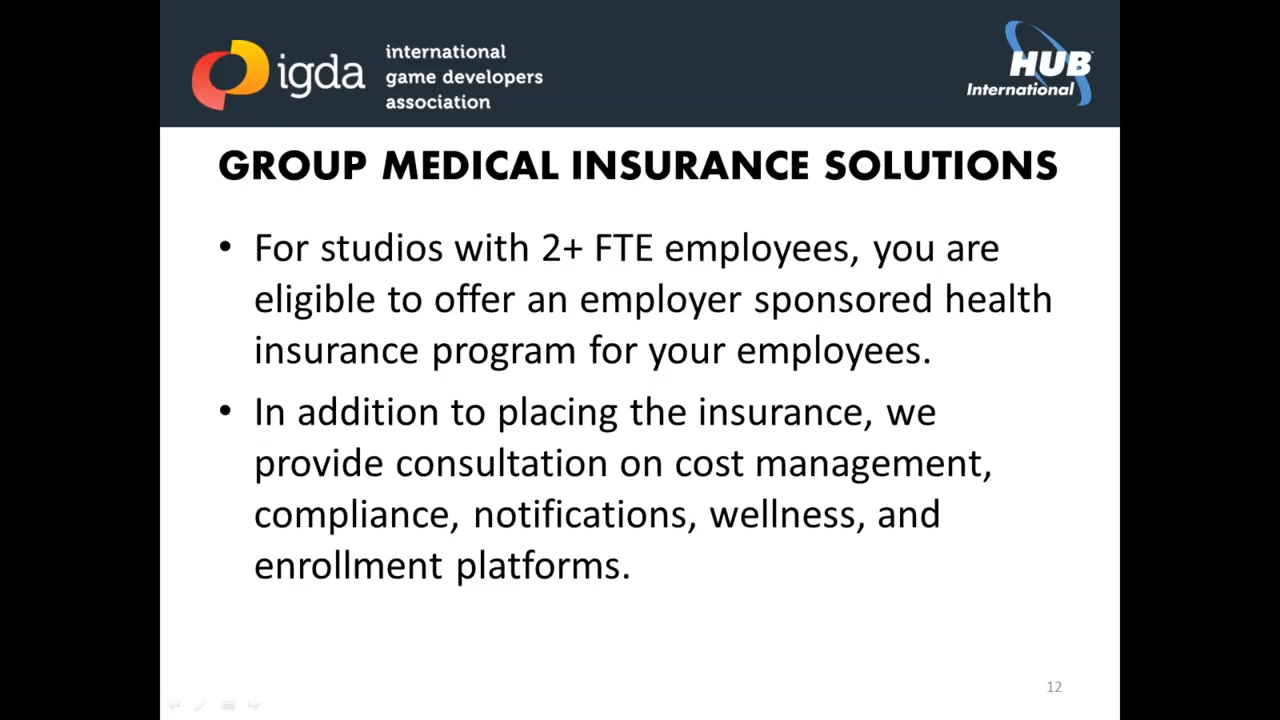 igda
international
game developers
association
HUB
International
GROUP MEDICAL INSURANCE SOLUTIONS
• For studios with 2+ FTE employees, you are
eligible to offer an employer sponsored health
insurance program for your employees.
• In addition to placing the insurance, we
provide consultation on cost management,
compliance, notifications, wellness, and
enrollment platforms.
12